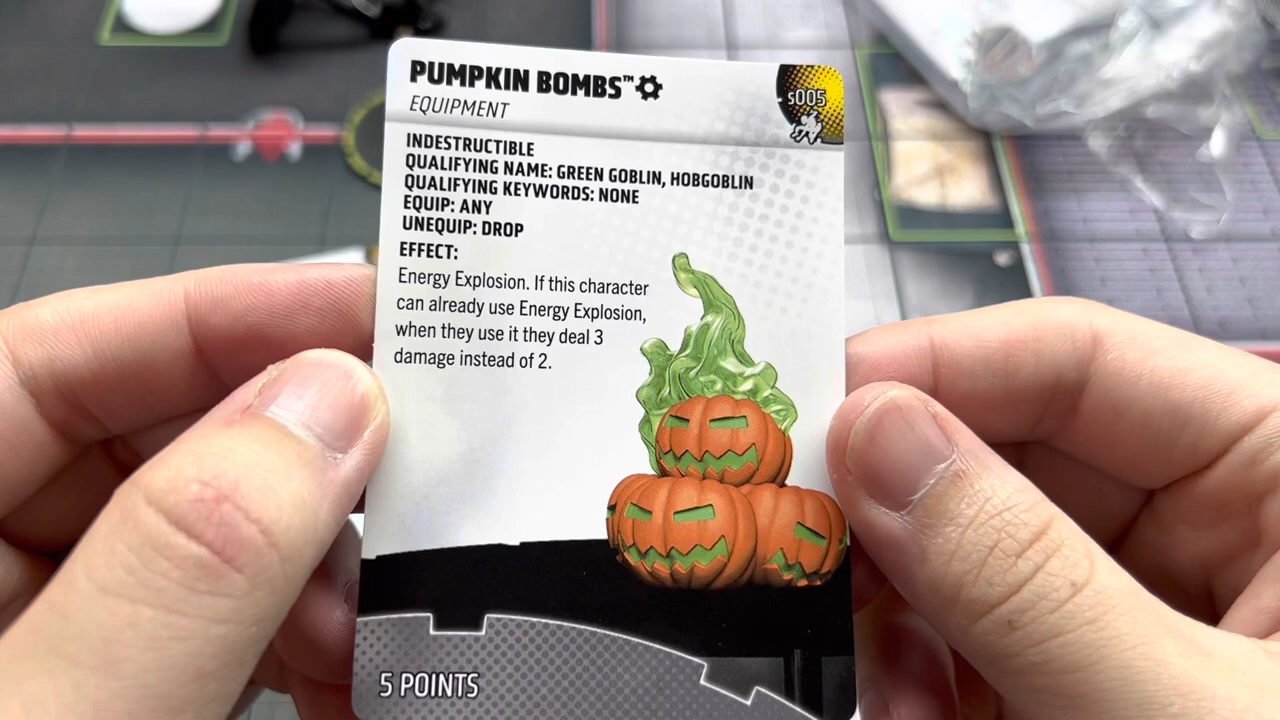 PUMPKIN BOMBS™
s005
EQUIPMENT
INDESTRUCTIBLE
QUALIFYING NAME: GREEN GOBLIN, HOBGOBLIN
QUALIFYING KEYWORDS: NONE
EQUIP: ANY
UNEQUIP: DROP
EFFECT:
Energy Explosion. If this character
can already use Energy Explosion,
when they use it they deal 3
damage instead of 2.
5 POINTS